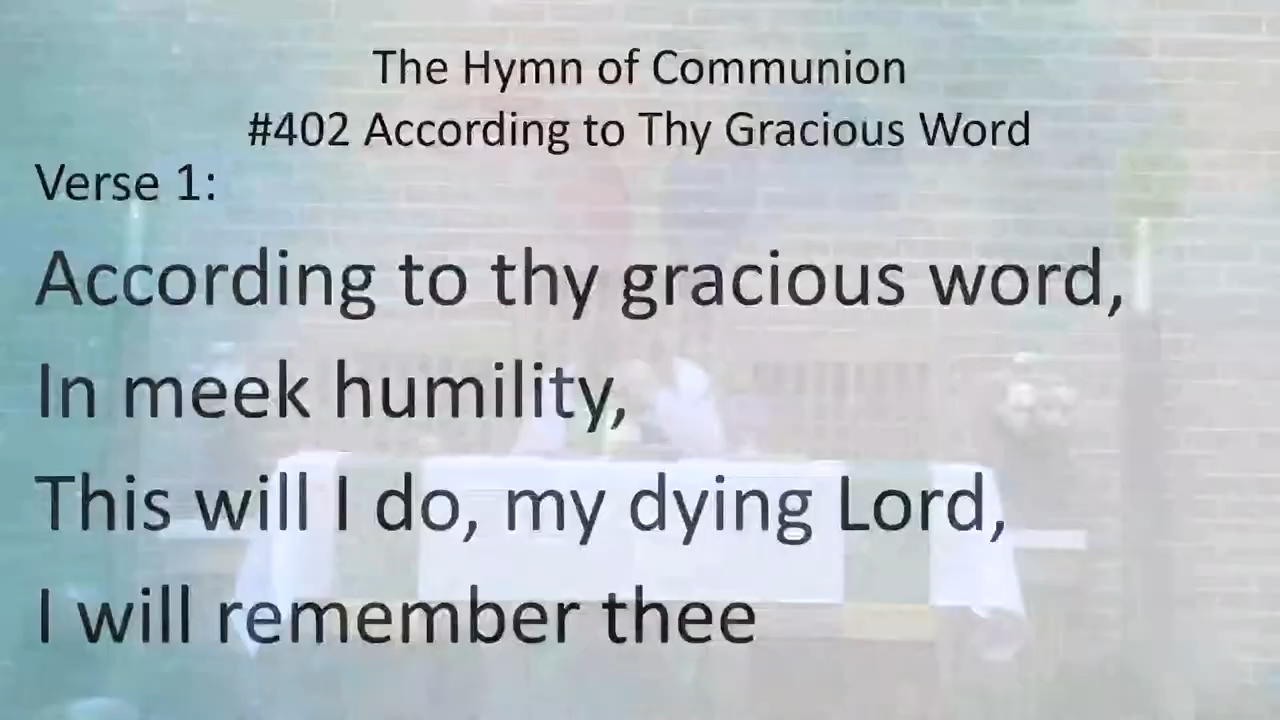 The Hymn of Communion
#402 According to Thy Gracious Word
Verse 1:
According to thy gracious word,
In meek humility,
This will I do, my dying Lord,
I will remember thee